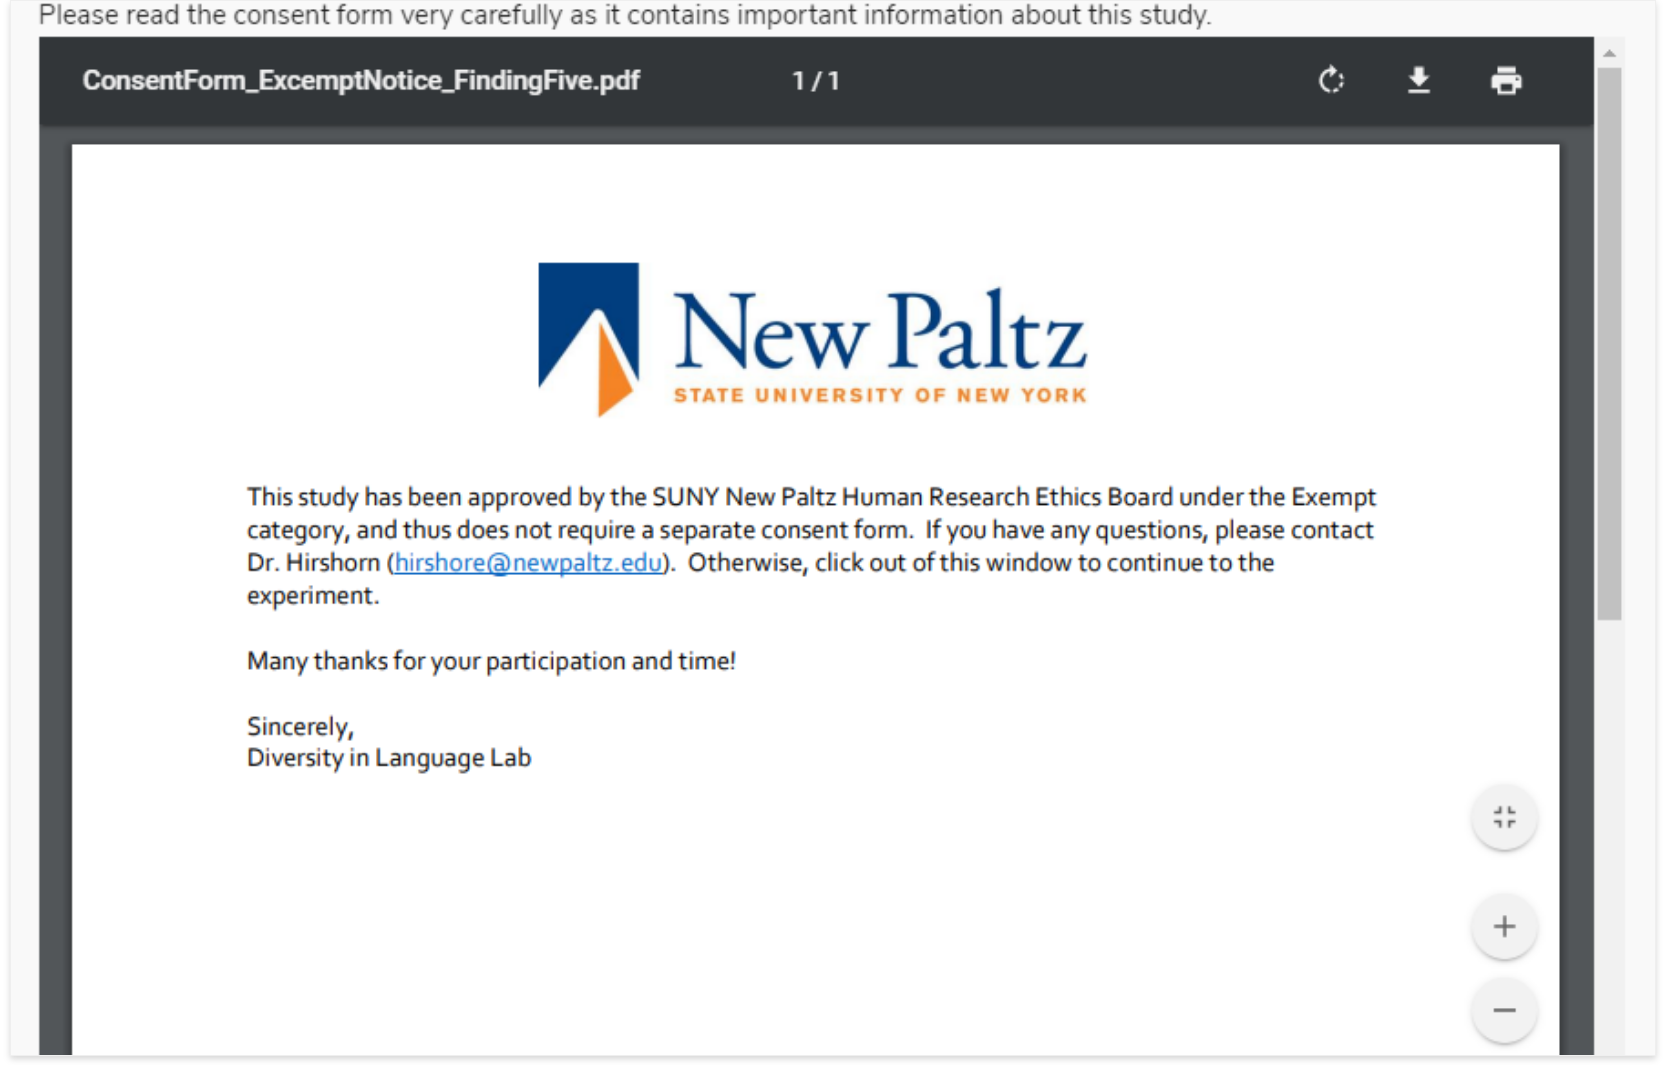 Please read the consent form very carefully as it contains important information about this study.
ConsentForm_ExcemptNotice_FindingFive.pdf 1 / 1
New Paltz
STATE UNIVERSITY OF NEW YORK
This study has been approved by the SUNY New Paltz Human Research Ethics Board under the Exempt
category, and thus does not require a separate consent form.  If you have any questions, please contact
Dr. Hirshorn (hirshore@newpaltz.edu).  Otherwise, click out of this window to continue to the
experiment.
Many thanks for your participation and time!
Sincerely,
Diversity in Language Lab